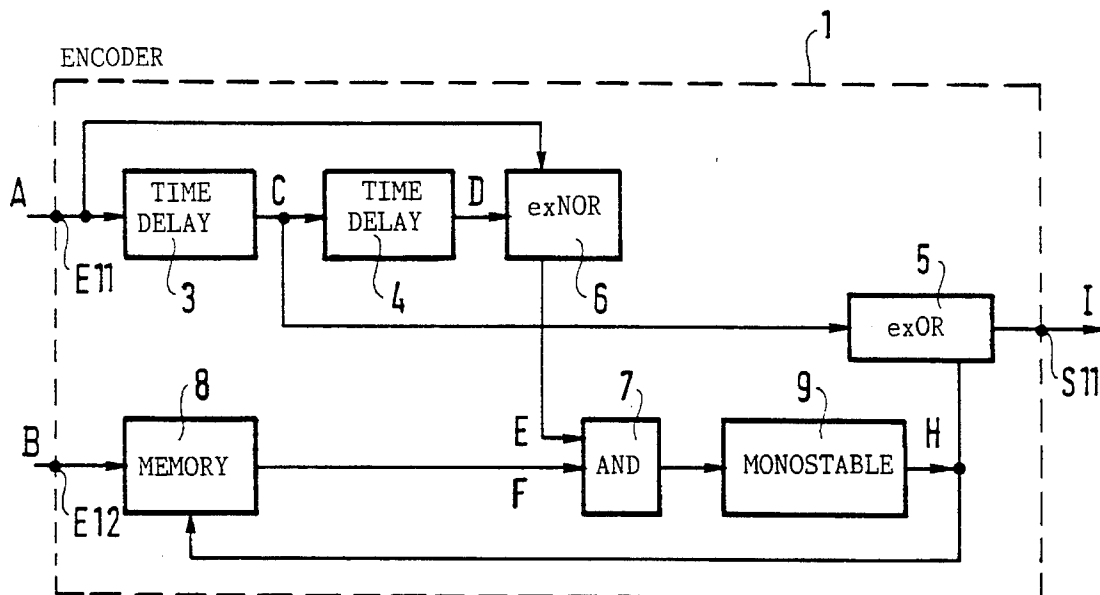 1
ENCODER
A
TIME
DELAY
C
TIME
DELAY
D
exNOR
E11
3
4
6
5
exOR
I
S11
8
7
9
B
MEMORY
E
F
AND
MONOSTABLE
H
E12